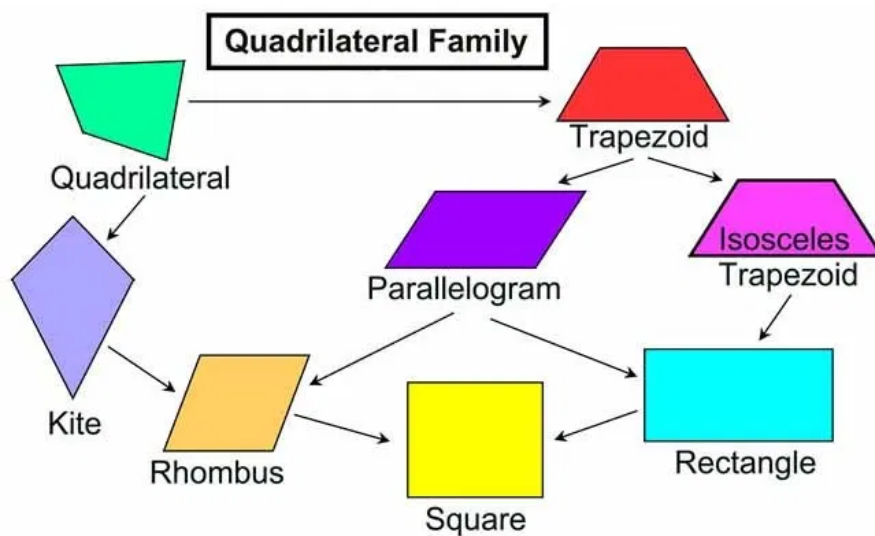 Quadrilateral Family
Quadrilateral
Trapezoid
Isosceles
Trapezoid
Parallelogram
Kite
Rhombus
Square
Rectangle